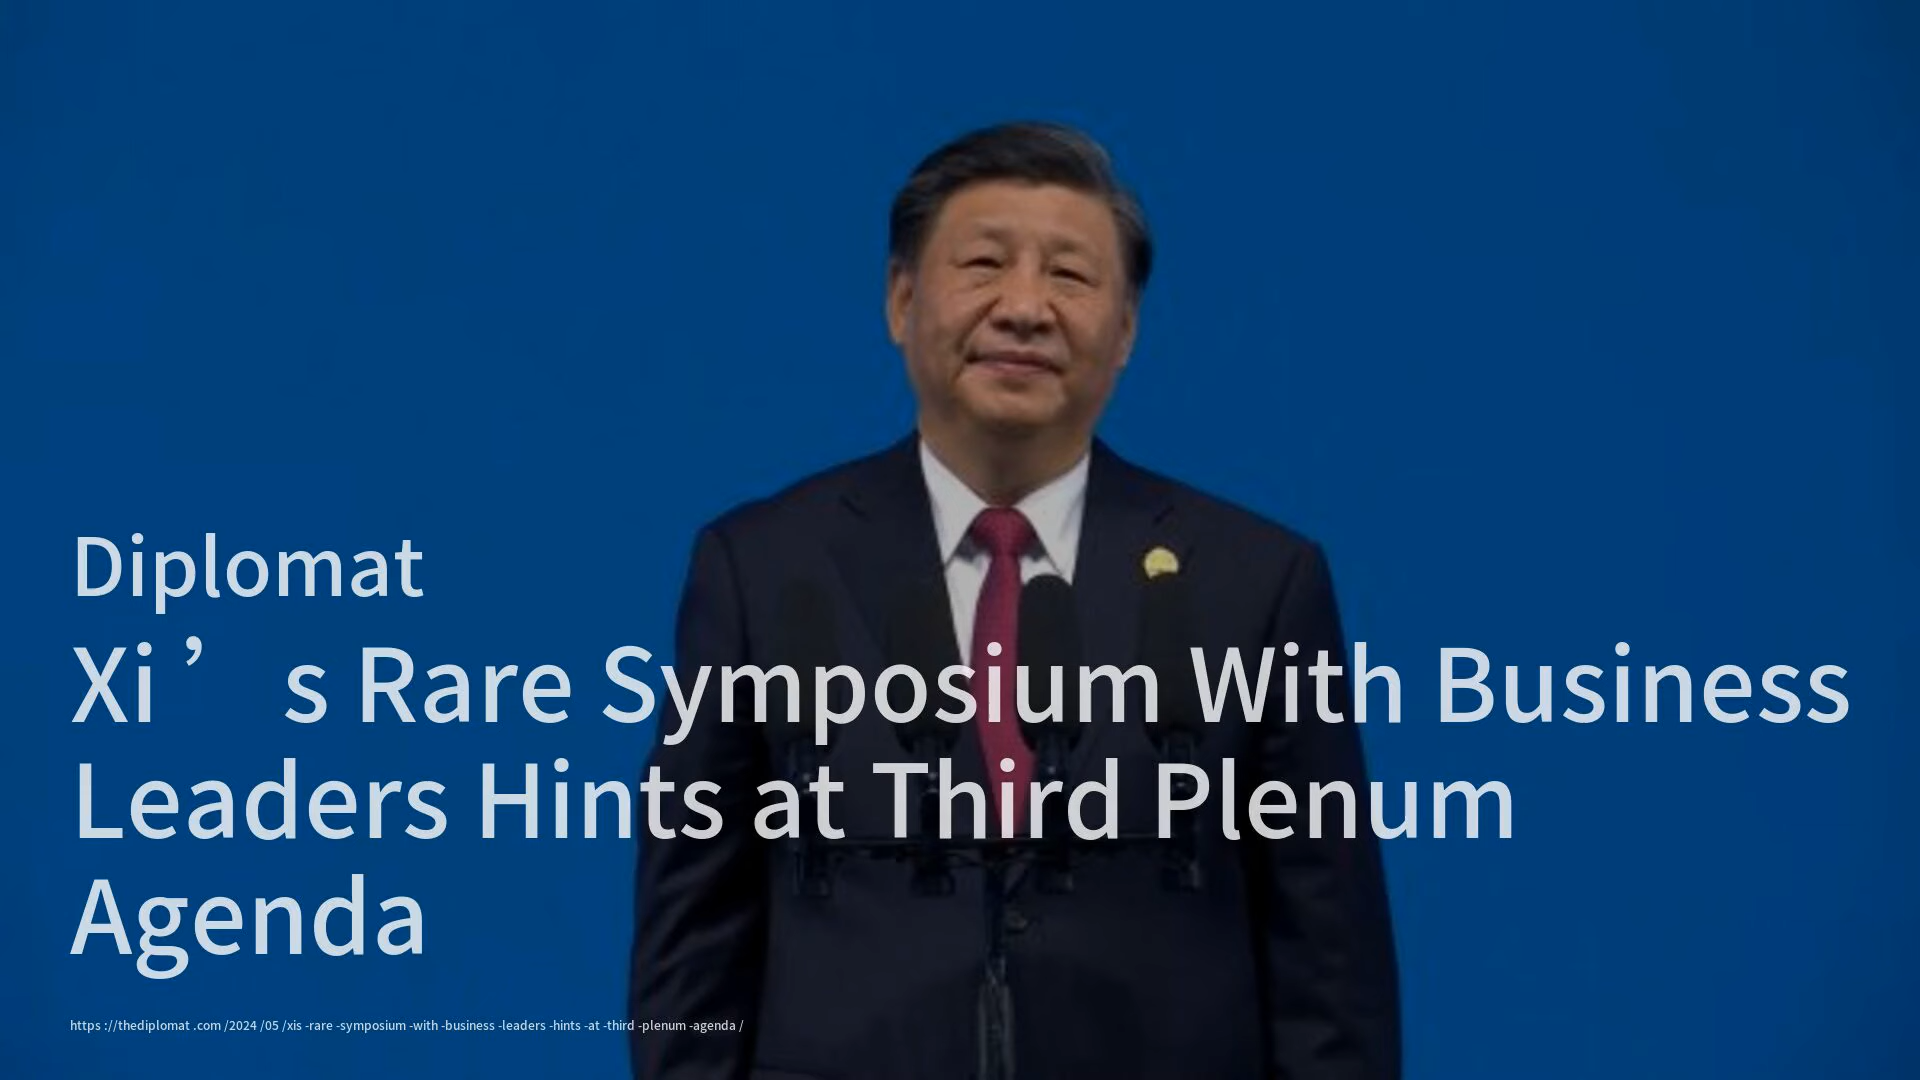 Diplomat
Xi’s Rare Symposium With Business
Leaders Hints at Third Plenum
Agenda
https ://thediplomat .com /2024 /05 /xis -rare -symposium -with -business -leaders -hints -at -third -plenum -agenda /